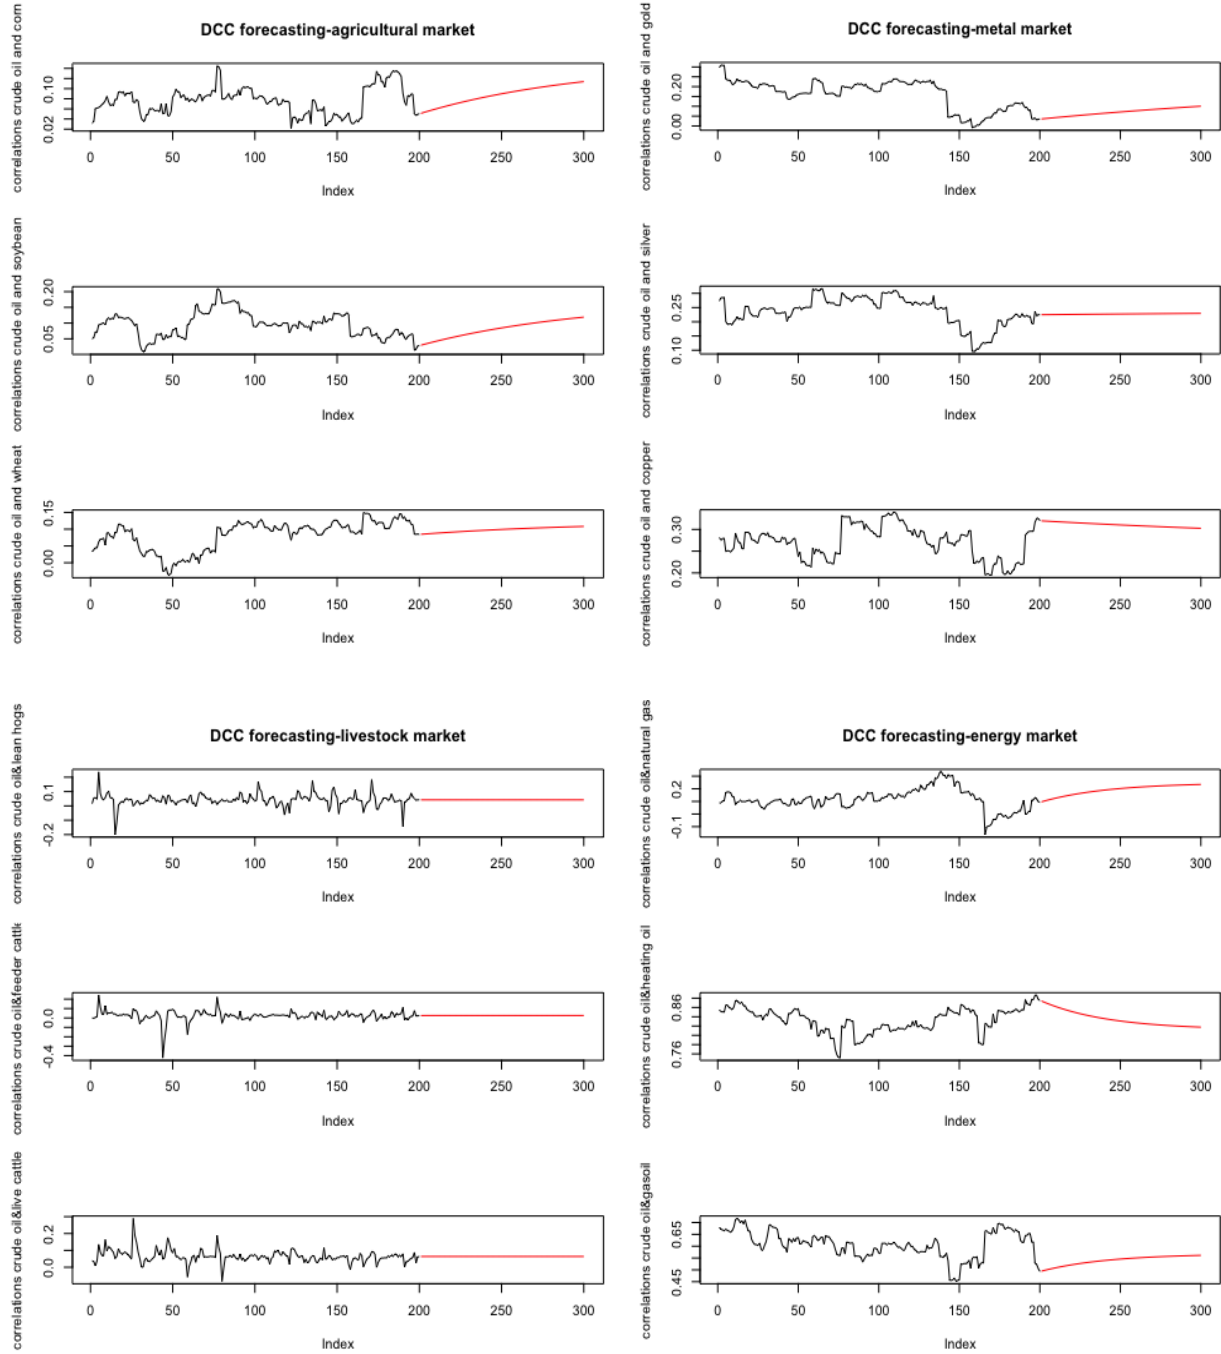 DCC forecasting-agricultural market
correlations crude oil and corn
0.02 0.10
0 50 100 150 200 250 300
Index
correlations crude oil and soybean
0.05 0.20
0 50 100 150 200 250 300
Index
correlations crude oil and wheat
0.00 0.15
0 50 100 150 200 250 300
Index
DCC forecasting-metal market
correlations crude oil and gold
0.00 0.20
0 50 100 150 200 250 300
Index
correlations crude oil and silver
0.10 0.25
0 50 100 150 200 250 300
Index
correlations crude oil and copper
0.20 0.30
0 50 100 150 200 250 300
Index
DCC forecasting-livestock market
correlations crude oil&lean hogs
-0.2 0.1
0 50 100 150 200 250 300
Index
correlations crude oil&feeder cattle
-0.4 0.0
0 50 100 150 200 250 300
Index
correlations crude oil&live cattle
0.0 0.2
0 50 100 150 200 250 300
Index
DCC forecasting-energy market
correlations crude oil&natural gas
-0.1 0.2
0 50 100 150 200 250 300
Index
correlations crude oil&heating oil
0.76 0.86
0 50 100 150 200 250 300
Index
correlations crude oil&gasoil
0.45 0.65
0 50 100 150 200 250 300
Index